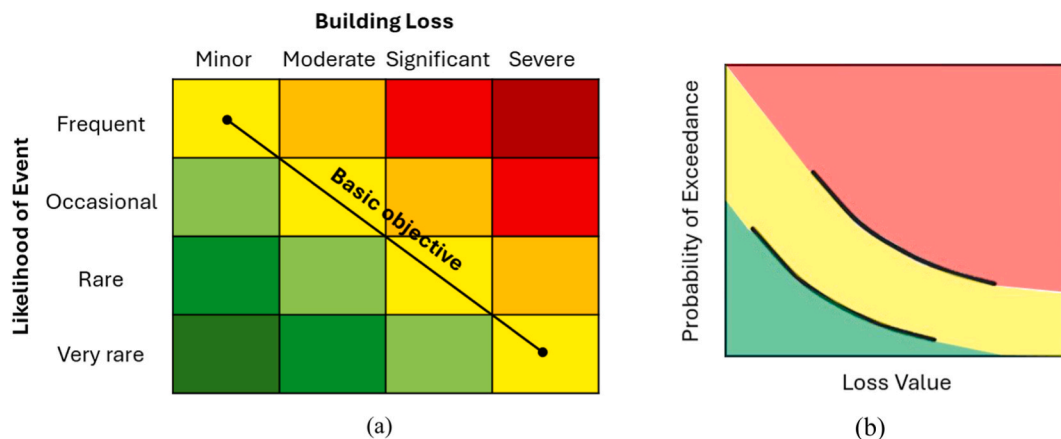 Building Loss
Minor Moderate Significant Severe
Likelihood of Event
Frequent
Occasional
Rare
Very rare
Basic objective
(a)
Probability of Exceedance
Loss Value
(b)